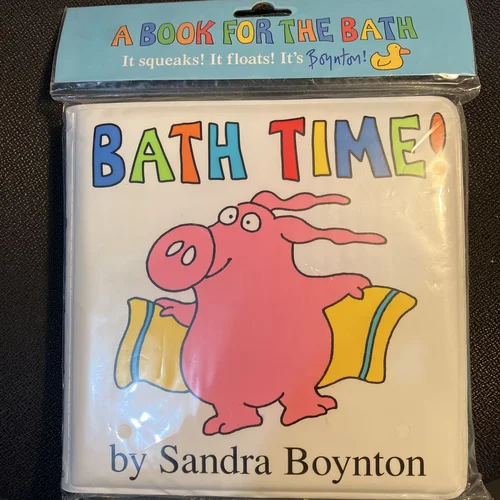 A BOOK FOR THE BATH
It squeaks! It floats! It's Boynton!
BATH TIME!
by Sandra Boynton